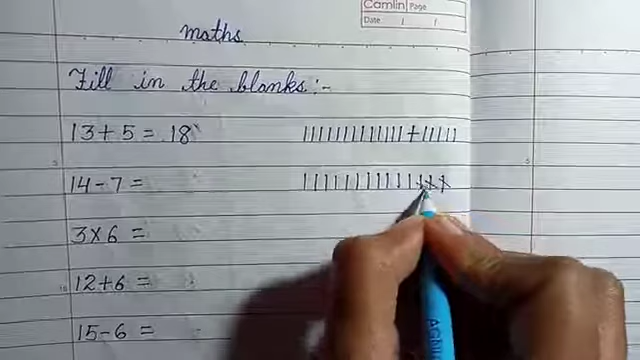 Camlin Page
Date / /
maths
Fill in the blanks :-
13 + 5 = 18
14 - 7 =
3 × 6 =
12 + 6 =
15 - 6 =